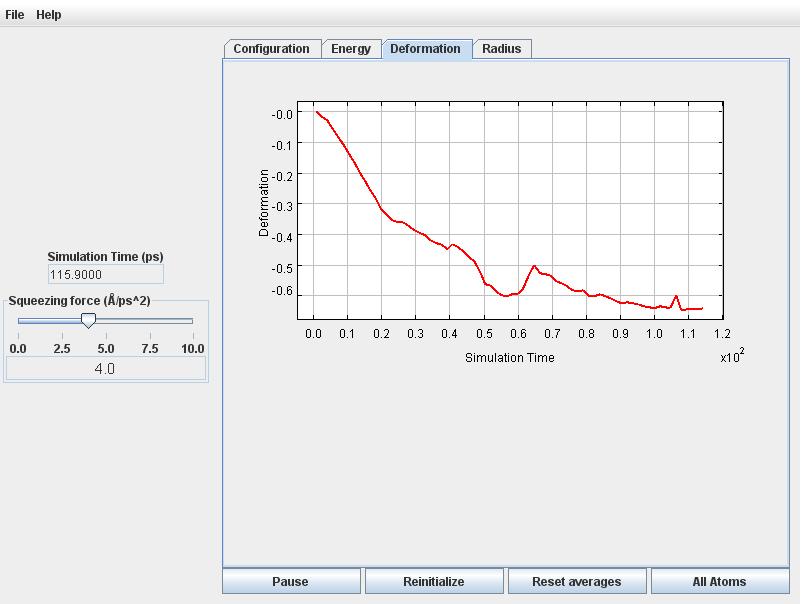 File Help
Configuration Energy Deformation Radius
Simulation Time (ps)
115.9000
Squeezing force (Å/ps^2)
0.0 2.5 5.0 7.5 10.0
4.0
Deformation
-0.0
-0.1
-0.2
-0.3
-0.4
-0.5
-0.6
0.0 0.1 0.2 0.3 0.4 0.5 0.6 0.7 0.8 0.9 1.0 1.1 1.2
Simulation Time
x10²
Pause Reinitialize Reset averages All Atoms